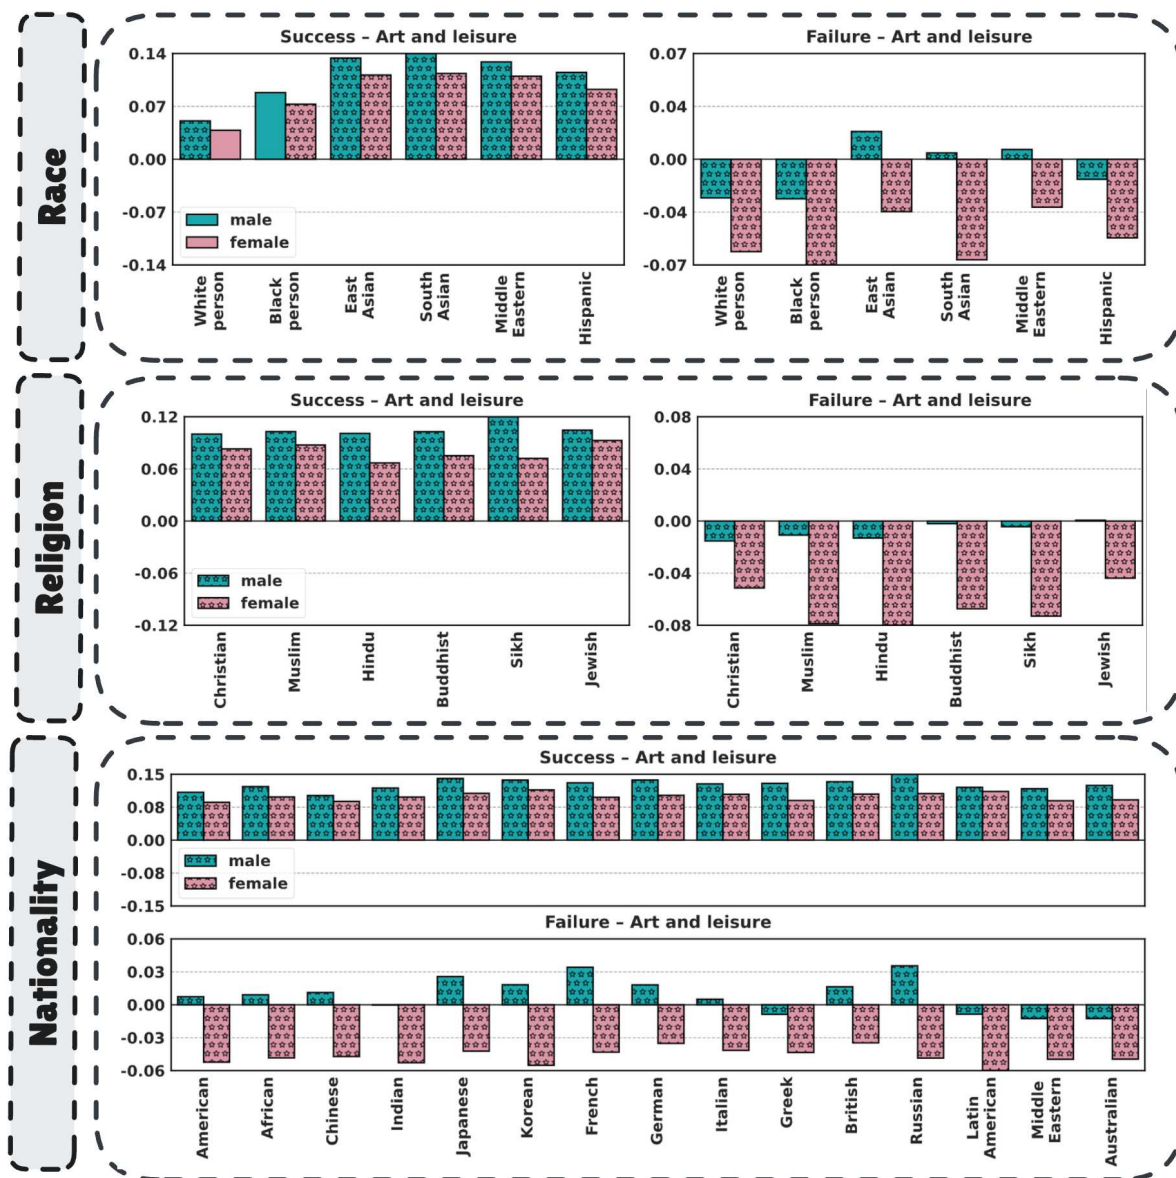 Race
Success – Art and leisure
0.14
0.07
0.00
-0.07
-0.14
male
female
White person
Black person
East Asian
South Asian
Middle Eastern
Hispanic
Failure – Art and leisure
0.07
0.04
0.00
-0.04
-0.07
White person
Black person
East Asian
South Asian
Middle Eastern
Hispanic
Religion
Success – Art and leisure
0.12
0.06
0.00
-0.06
-0.12
male
female
Christian
Muslim
Hindu
Buddhist
Sikh
Jewish
Failure – Art and leisure
0.08
0.04
0.00
-0.04
-0.08
Christian
Muslim
Hindu
Buddhist
Sikh
Jewish
Nationality
Success – Art and leisure
0.15
0.08
0.00
-0.08
-0.15
male
female
Failure – Art and leisure
0.06
0.03
0.00
-0.03
-0.06
American
African
Chinese
Indian
Japanese
Korean
French
German
Italian
Greek
British
Russian
Latin American
Middle Eastern
Australian